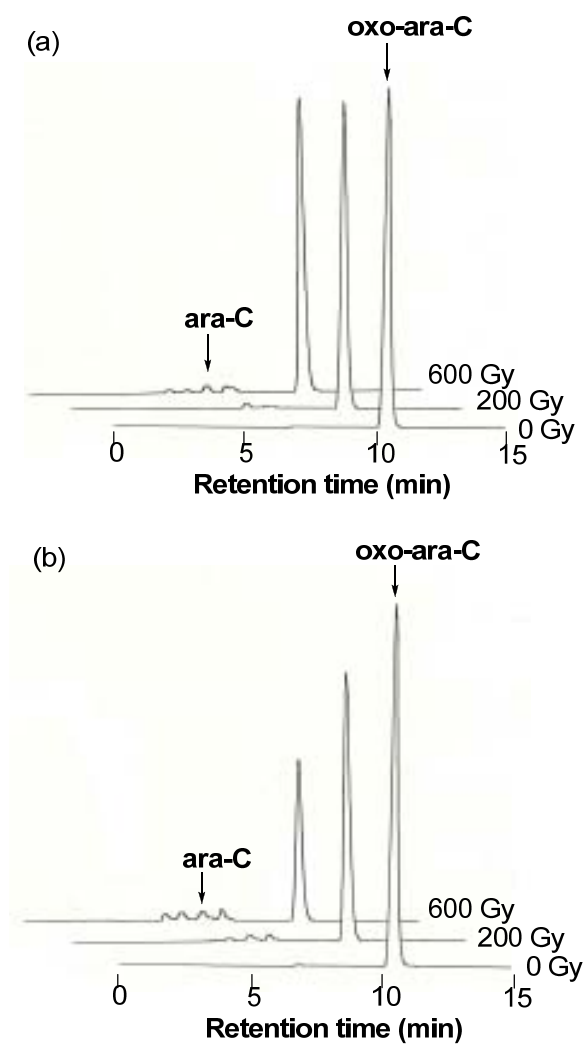 (a)
oxo-ara-C
ara-C
600 Gy
200 Gy
0 Gy
0 5 10 15
Retention time (min)
(b)
oxo-ara-C
ara-C
600 Gy
200 Gy
0 Gy
0 5 10 15
Retention time (min)